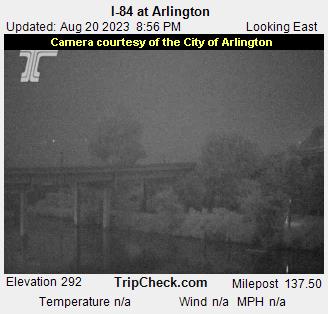 I-84 at Arlington
Updated: Aug 20 2023 8:56 PM Looking East
Camera courtesy of the City of Arlington
Elevation 292 TripCheck.com Milepost 137.50
Temperature n/a Wind n/a MPH n/a